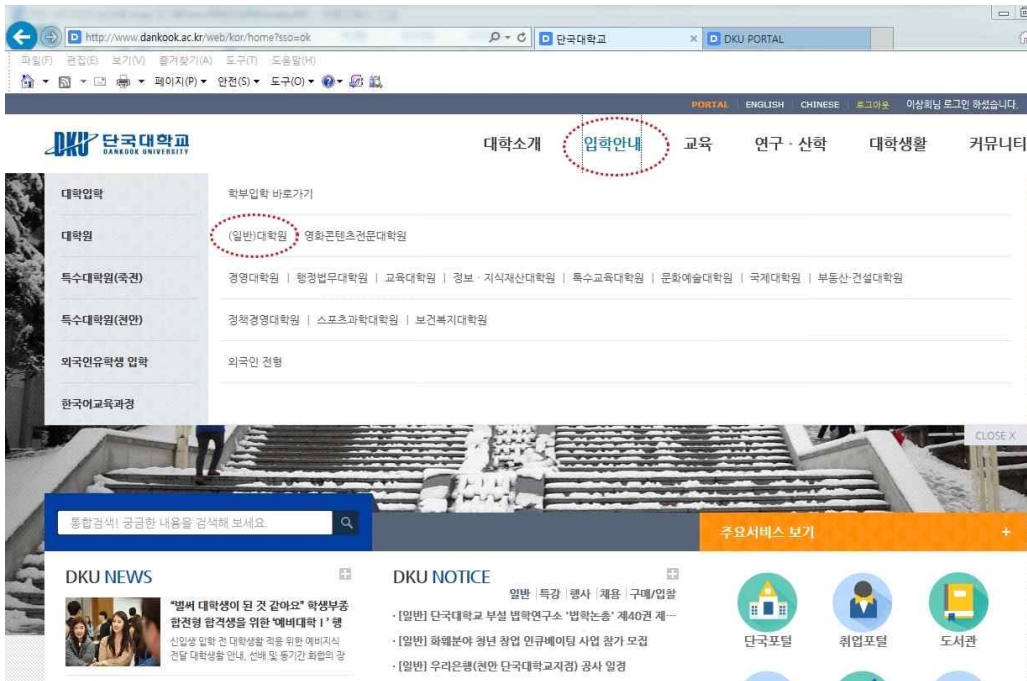 http://www.dankook.ac.kr/web/kor/home?sso=ok
단국대학교
DKU PORTAL
파일(F) 편집(E) 보기(V) 즐겨찾기(A) 도구(T) 도움말(H)
페이지(P) 안전(S) 도구(O)
PORTAL ENGLISH CHINESE 로그아웃 이상희님 로그인 하셨습니다.
DKU 단국대학교
DANKOOK UNIVERSITY
대학소개 입학안내 교육 연구 · 산학 대학생활 커뮤니티
대학입학 학부입학 바로가기
대학원 (일반)대학원 영화콘텐츠전문대학원
특수대학원(죽전) 경영대학원 | 행정법무대학원 | 교육대학원 | 정보 · 지식재산대학원 | 특수교육대학원 | 문화예술대학원 | 국제대학원 | 부동산·건설대학원
특수대학원(천안) 정책경영대학원 | 스포츠과학대학원 | 보건복지대학원
외국인유학생 입학 외국인 전형
한국어교육과정
CLOSE X
통합검색! 궁금한 내용을 검색해 보세요.
주요서비스 보기 +
DKU NEWS
"벌써 대학생이 된 것 같아요" 학생부종
합전형 합격생을 위한 '예비대학Ⅰ' 행
신입생 입학 전 대학생활 적응 위한 예비지식
전달 대학생활 안내, 선배 및 동기간 화합의 장
DKU NOTICE
일반 | 특강 | 행사 | 채용 | 구매/입찰
· [일반] 단국대학교 부설 법학연구소 '법학논총' 제40권 제…
· [일반] 화훼분야 청년 창업 인큐베이팅 사업 참가 모집
· [일반] 우리은행(천안 단국대학교지점) 공사 일정
단국포털 취업포털 도서관